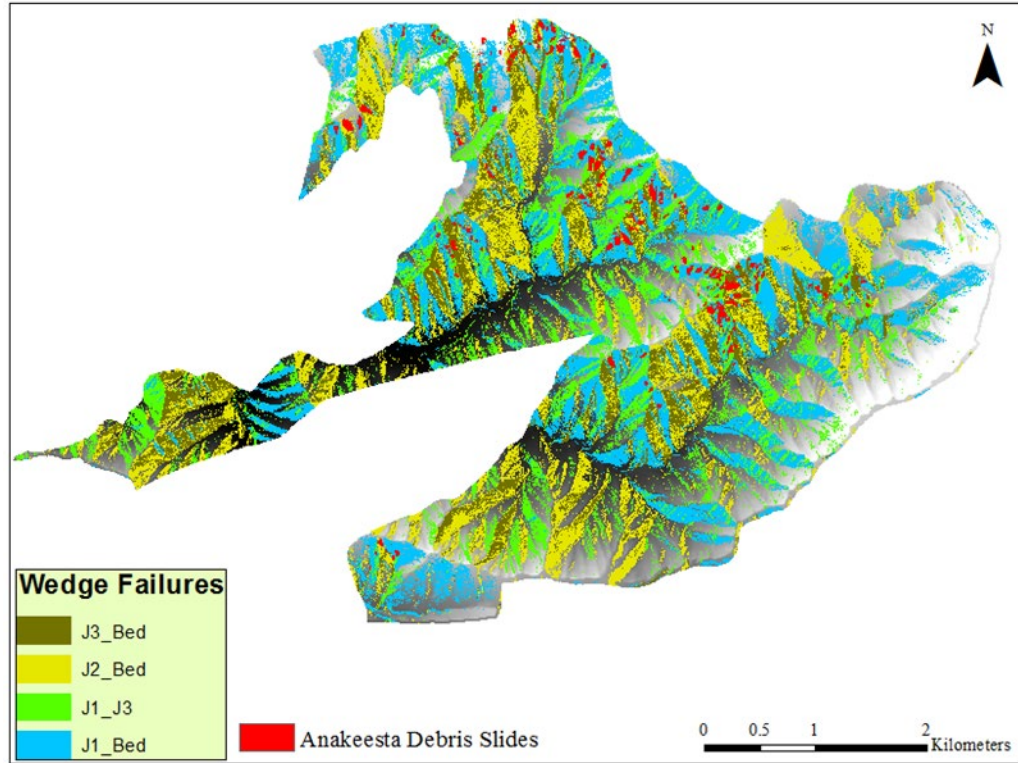 N
Wedge Failures
J3_Bed
J2_Bed
J1_J3
J1_Bed
Anakeesta Debris Slides
0 0.5 1 2
Kilometers